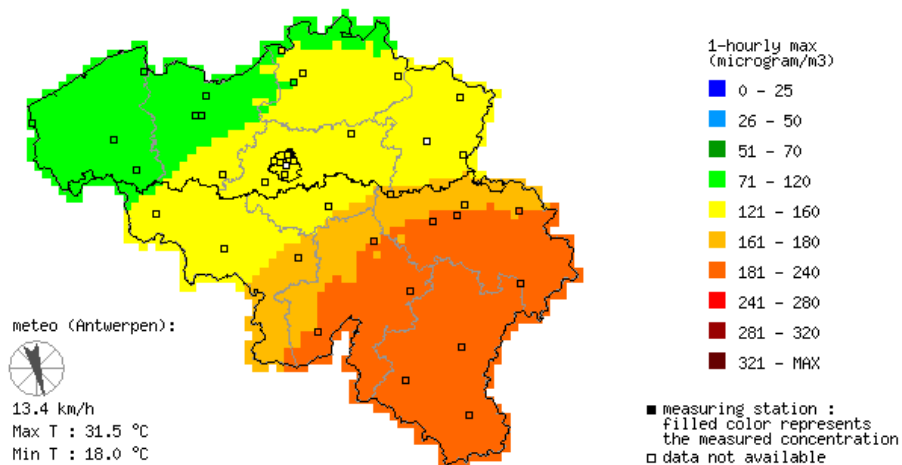 1-hourly max
(microgram/m3)
0 - 25
26 - 50
51 - 70
71 - 120
121 - 160
161 - 180
181 - 240
241 - 280
281 - 320
321 - MAX
meteo (Antwerpen):
13.4 km/h
Max T : 31.5 °C
Min T : 18.0 °C
measuring station :
filled color represents
the measured concentration
data not available